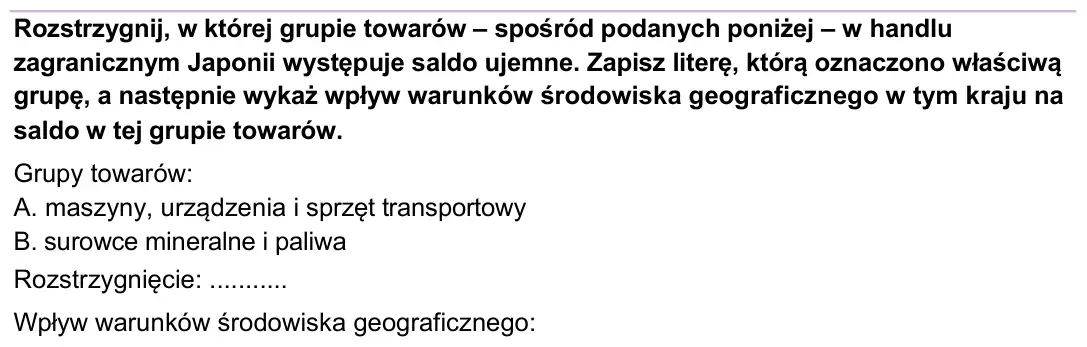 Rozstrzygnij, w której grupie towarów – spośród podanych poniżej – w handlu
zagranicznym Japonii występuje saldo ujemne. Zapisz literę, którą oznaczono właściwą
grupę, a następnie wykaż wpływ warunków środowiska geograficznego w tym kraju na
saldo w tej grupie towarów.
Grupy towarów:
A. maszyny, urządzenia i sprzęt transportowy
B. surowce mineralne i paliwa
Rozstrzygnięcie: ...........
Wpływ warunków środowiska geograficznego: